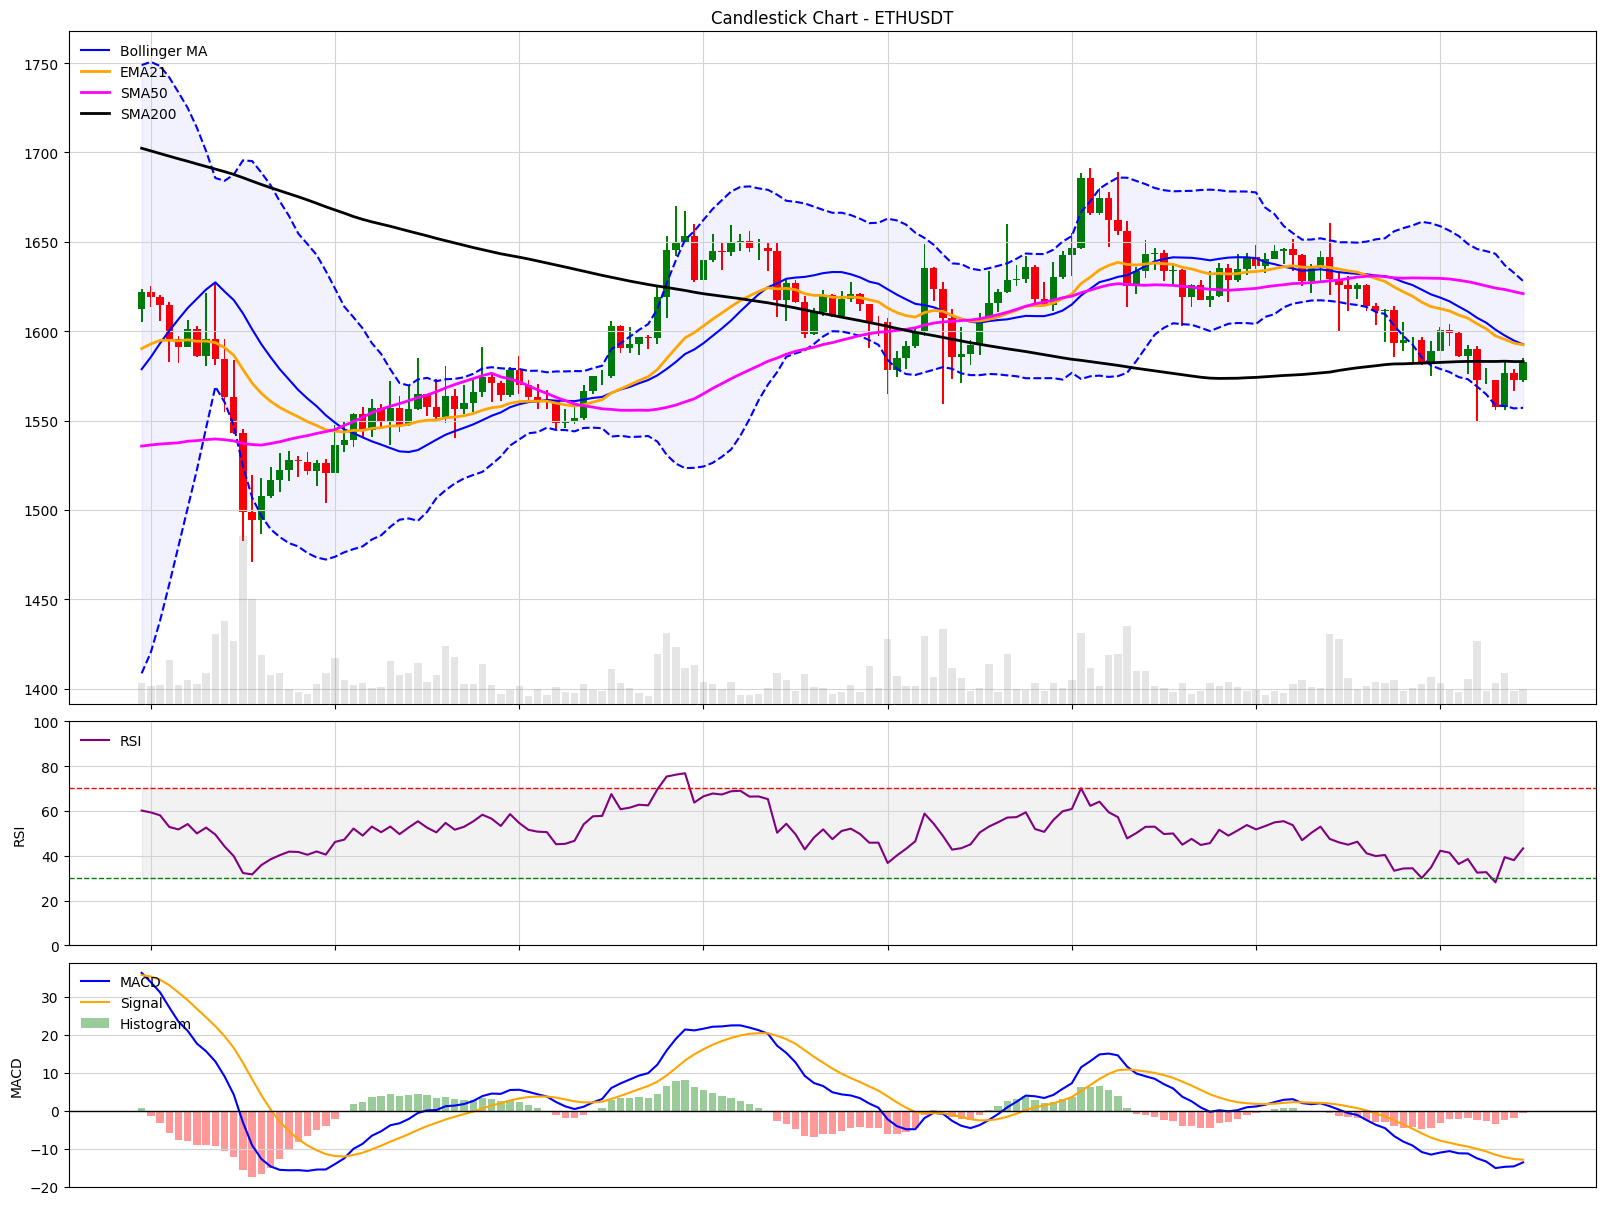 Candlestick Chart - ETHUSDT
Bollinger MA
EMA21
SMA50
SMA200
1750
1700
1650
1600
1550
1500
1450
1400
RSI
100
80
60
40
20
0
RSI
MACD
Signal
Histogram
30
20
10
0
−10
−20
MACD